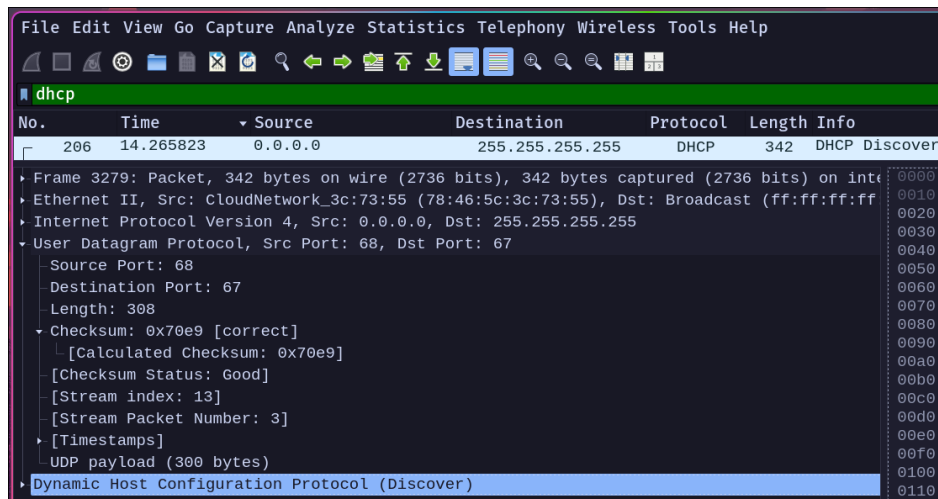 File Edit View Go Capture Analyze Statistics Telephony Wireless Tools Help
dhcp
No. Time Source Destination Protocol Length Info
206 14.265823 0.0.0.0 255.255.255.255 DHCP 342 DHCP Discover
Frame 3279: Packet, 342 bytes on wire (2736 bits), 342 bytes captured (2736 bits) on inte
Ethernet II, Src: CloudNetwork_3c:73:55 (78:46:5c:3c:73:55), Dst: Broadcast (ff:ff:ff:ff
Internet Protocol Version 4, Src: 0.0.0.0, Dst: 255.255.255.255
User Datagram Protocol, Src Port: 68, Dst Port: 67
Source Port: 68
Destination Port: 67
Length: 308
Checksum: 0x70e9 [correct]
[Calculated Checksum: 0x70e9]
[Checksum Status: Good]
[Stream index: 13]
[Stream Packet Number: 3]
[Timestamps]
UDP payload (300 bytes)
Dynamic Host Configuration Protocol (Discover)
0000
0010
0020
0030
0040
0050
0060
0070
0080
0090
00a0
00b0
00c0
00d0
00e0
00f0
0100
0110